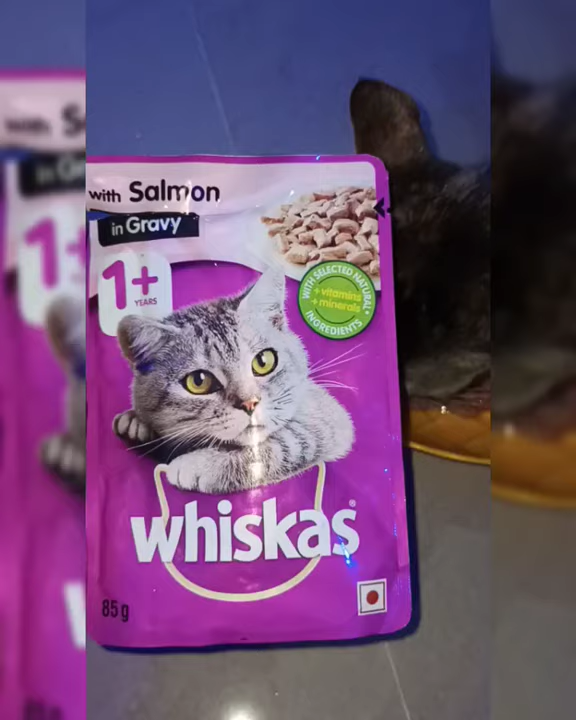 with Salmon
in Gravy
1+
YEARS
WITH SELECTED NATURAL
+ vitamins
+ minerals
INGREDIENTS
whiskas®
85g